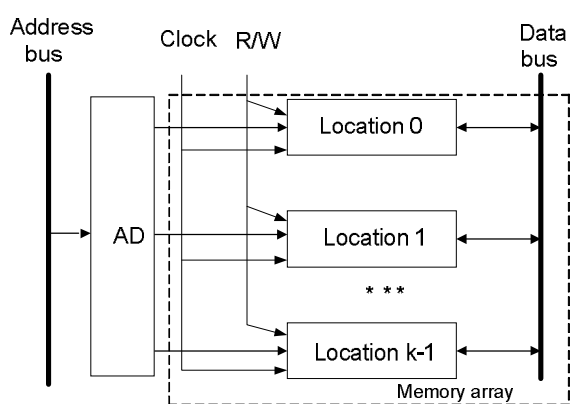 Address
bus
Clock
R/W
Data
bus
Location 0
AD
Location 1
* * *
Location k-1
Memory array